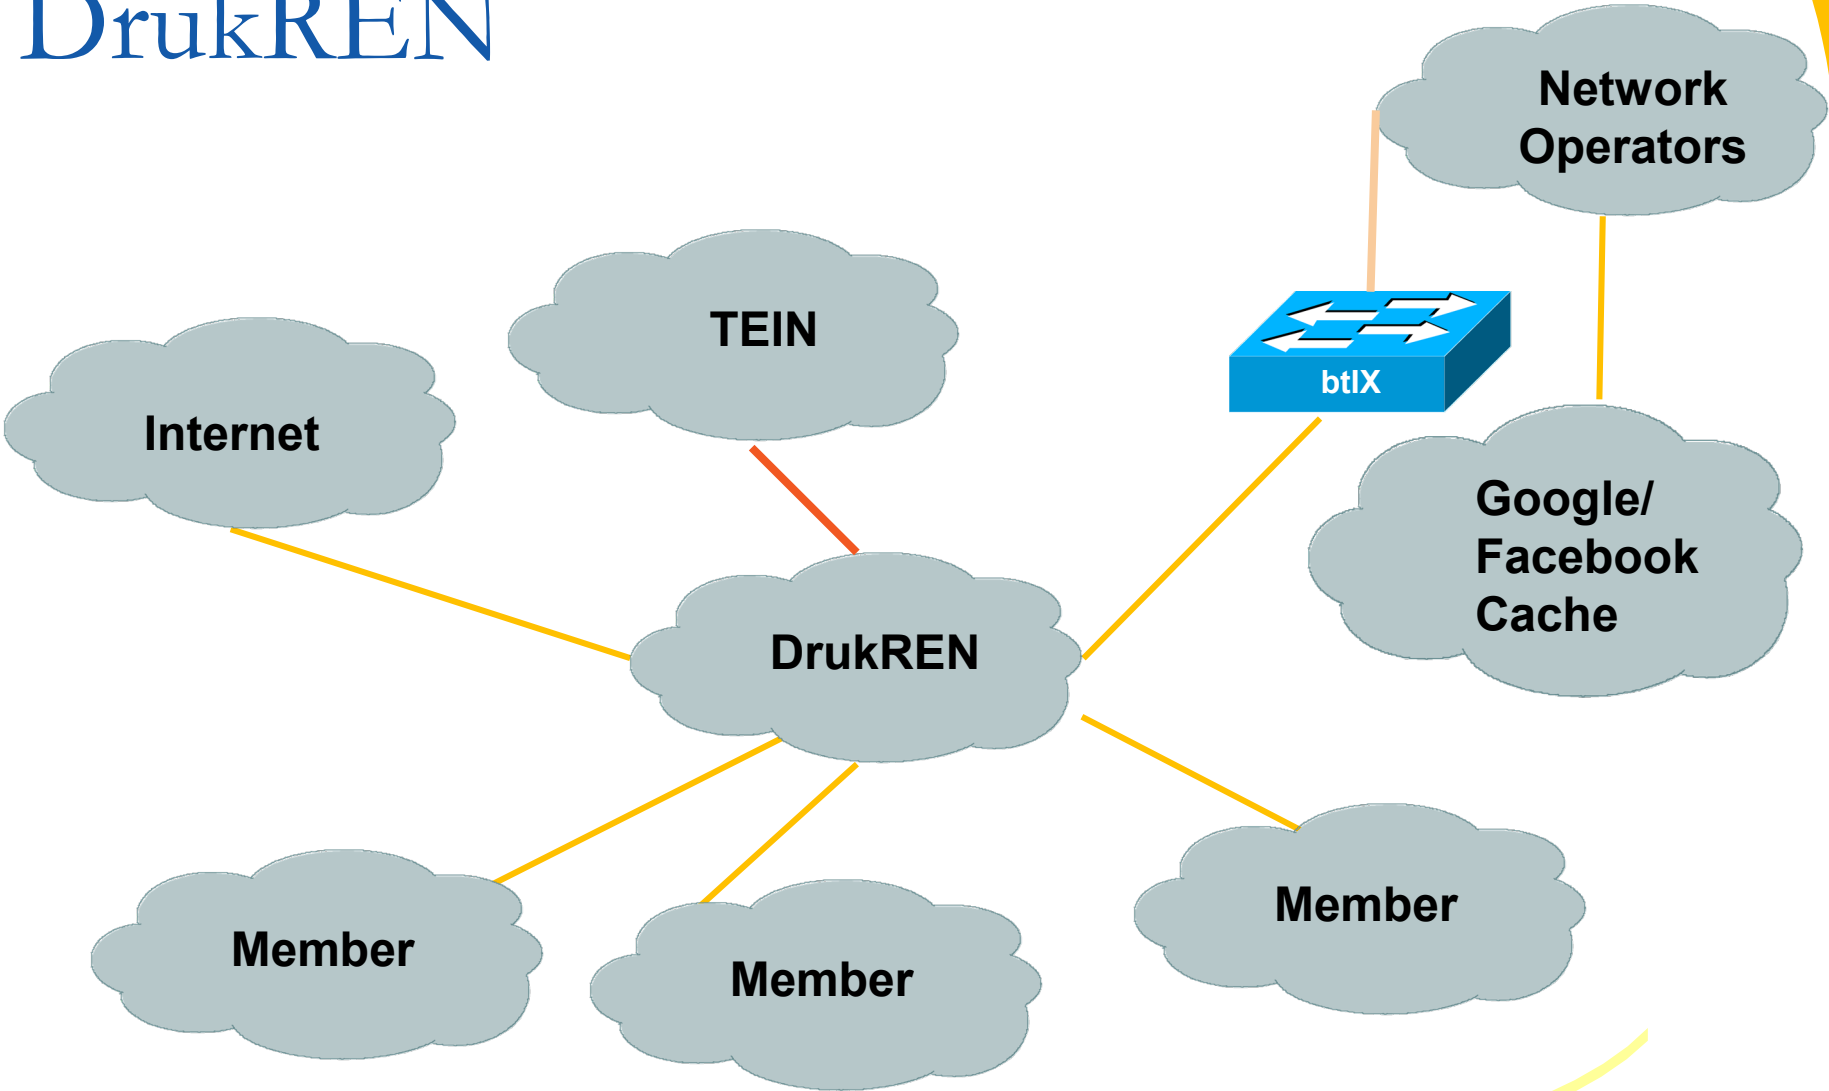 DrukREN
Network
Operators
TEIN
btIX
Internet
Google/
Facebook
Cache
DrukREN
Member
Member
Member